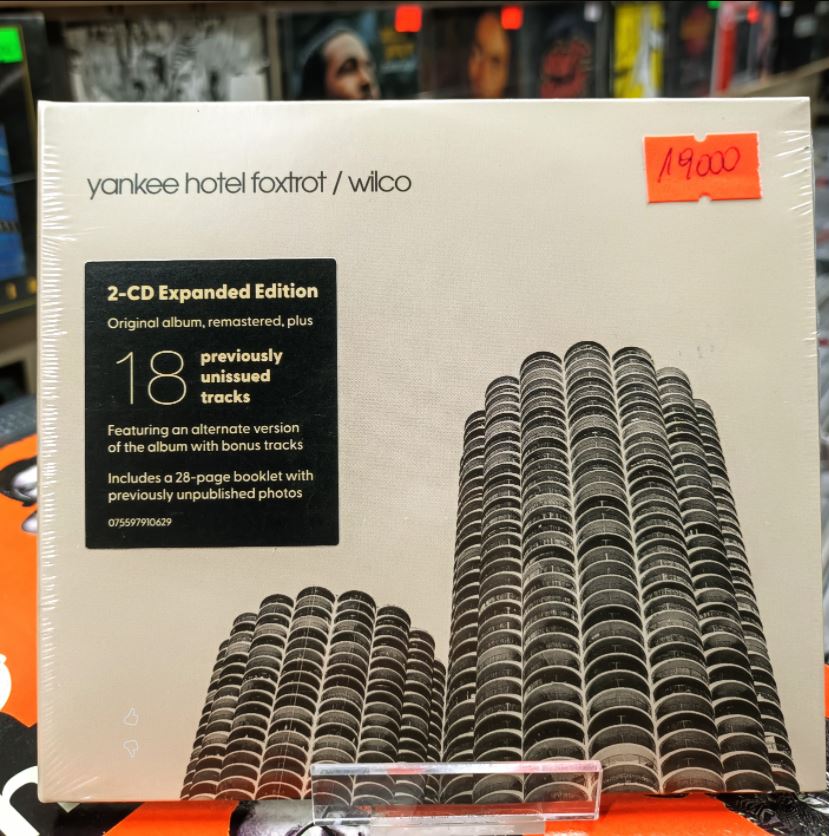 yankee hotel foxtrot / wilco
19000
2-CD Expanded Edition
Original album, remastered, plus
18 previously
unissued
tracks
Featuring an alternate version
of the album with bonus tracks
Includes a 28-page booklet with
previously unpublished photos
075597910629